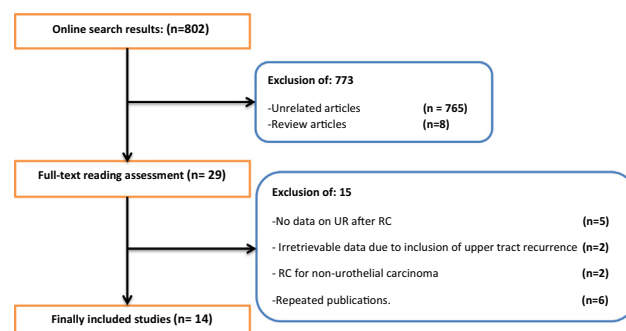 Online search results: (n=802)
Exclusion of: 773
-Unrelated articles (n = 765)
-Review articles (n=8)
Full-text reading assessment (n= 29)
Exclusion of: 15
-No data on UR after RC (n=5)
- Irretrievable data due to inclusion of upper tract recurrence (n=2)
- RC for non-urothelial carcinoma (n=2)
-Repeated publications. (n=6)
Finally included studies (n= 14)